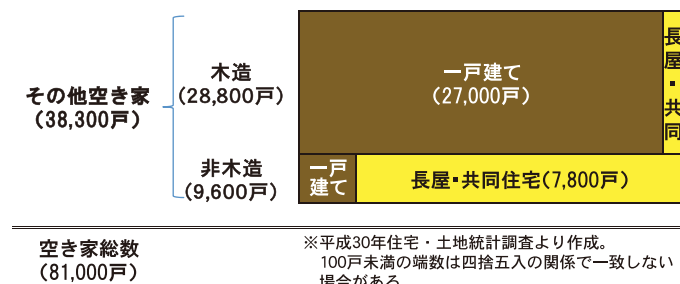 その他空き家
（38,300戸）
木造
（28,800戸）
非木造
（9,600戸）
一戸建て
（27,000戸）
長屋・共同
一戸
建て
長屋・共同住宅（7,800戸）
空き家総数
（81,000戸）
※平成30年住宅・土地統計調査より作成。
100戸未満の端数は四捨五入の関係で一致しない
場合がある